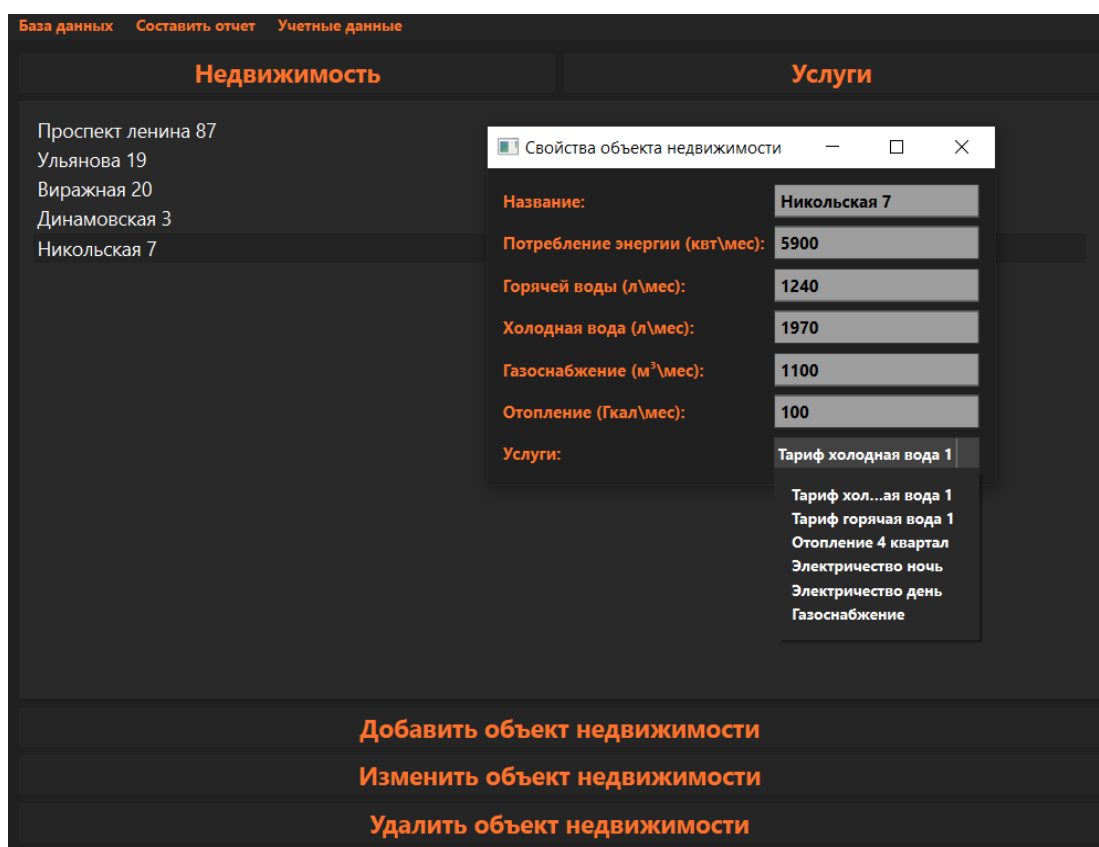 База данных Составить отчет Учетные данные
Недвижимость Услуги
Проспект ленина 87
Ульянова 19
Виражная 20
Динамовская 3
Никольская 7
Свойства объекта недвижимости
Название: Никольская 7
Потребление энергии (квт\мес): 5900
Горячей воды (л\мес): 1240
Холодная вода (л\мес): 1970
Газоснабжение (м³\мес): 1100
Отопление (Гкал\мес): 100
Услуги: Тариф холодная вода 1
Тариф хол...ая вода 1
Тариф горячая вода 1
Отопление 4 квартал
Электричество ночь
Электричество день
Газоснабжение
Добавить объект недвижимости
Изменить объект недвижимости
Удалить объект недвижимости